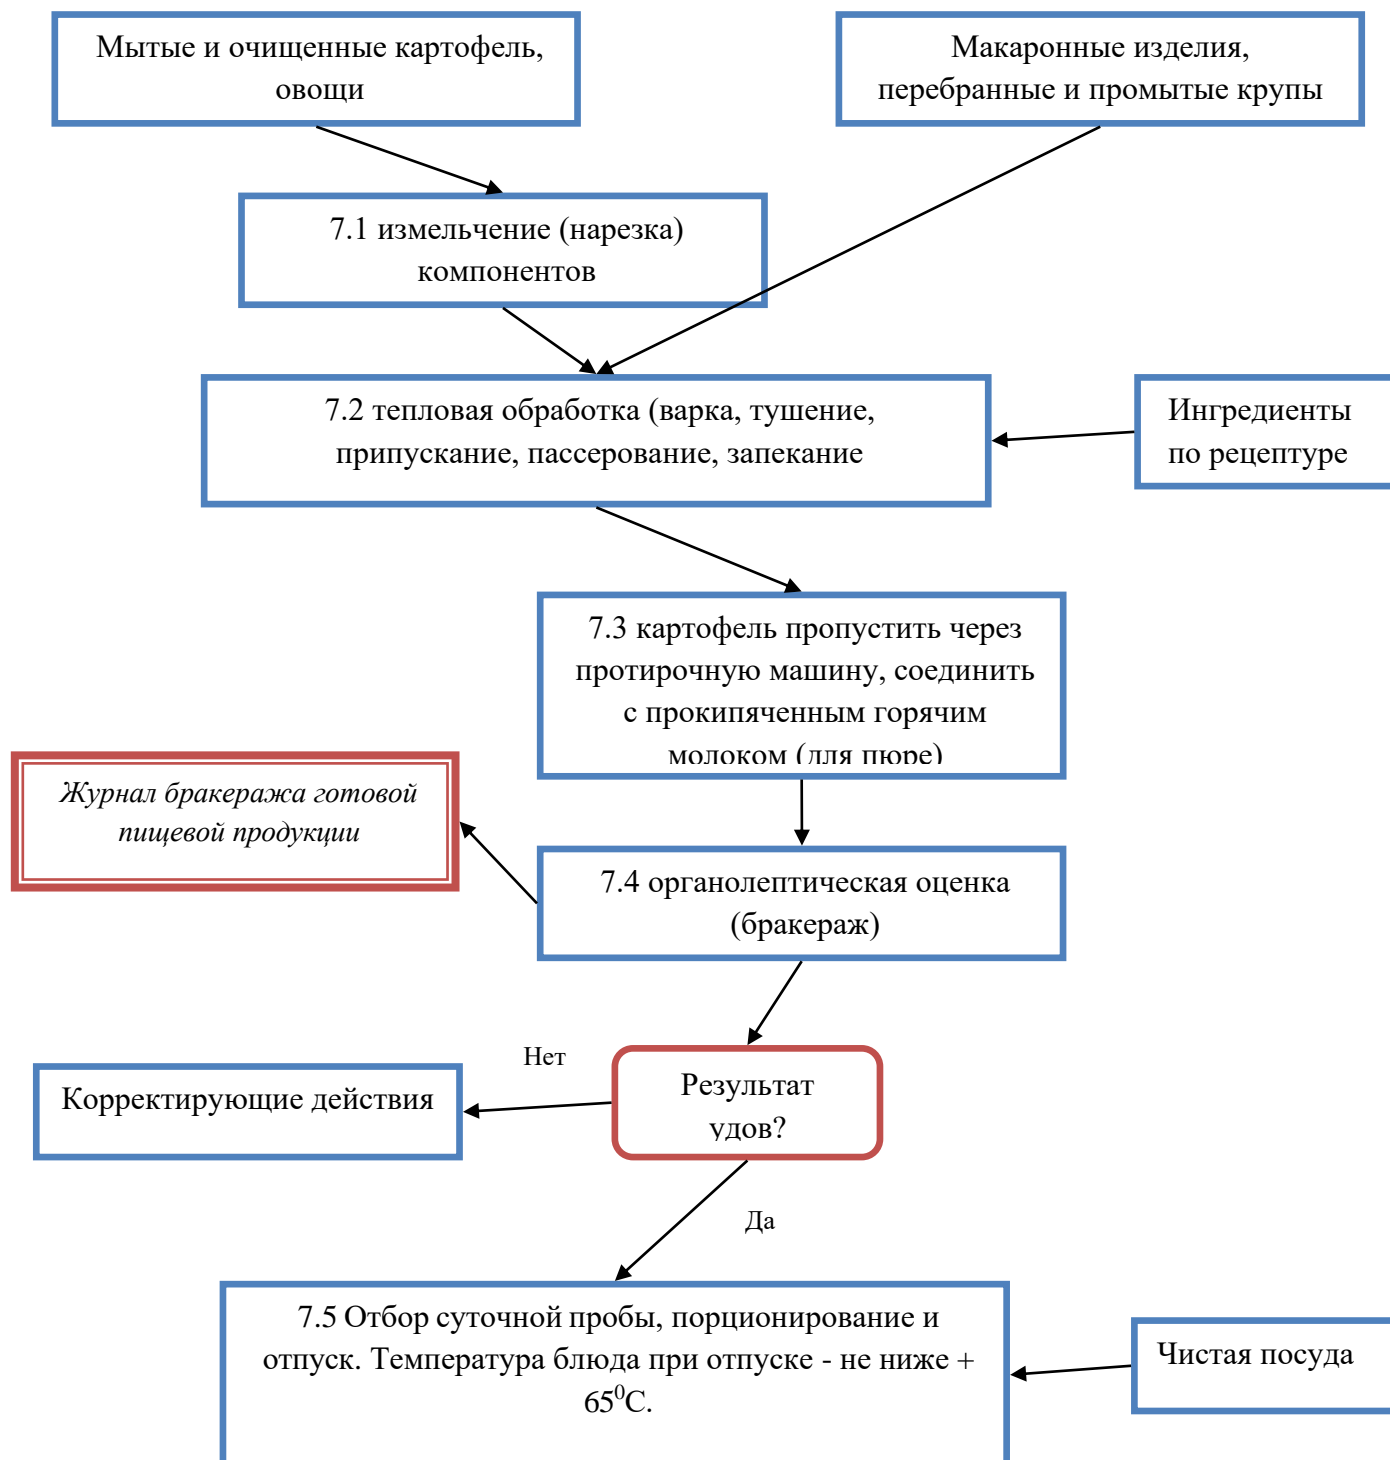 Мытые и очищенные картофель,
овощи
Макаронные изделия,
перебранные и промытые крупы
7.1 измельчение (нарезка)
компонентов
7.2 тепловая обработка (варка, тушение,
припускание, пассерование, запекание
Ингредиенты
по рецептуре
7.3 картофель пропустить через
протирочную машину, соединить
с прокипяченным горячим
молоком (для пюре)
Журнал бракеража готовой
пищевой продукции
7.4 органолептическая оценка
(бракераж)
Нет
Корректирующие действия
Результат
удов?
Да
7.5 Отбор суточной пробы, порционирование и
отпуск. Температура блюда при отпуске - не ниже +
65⁰С.
Чистая посуда